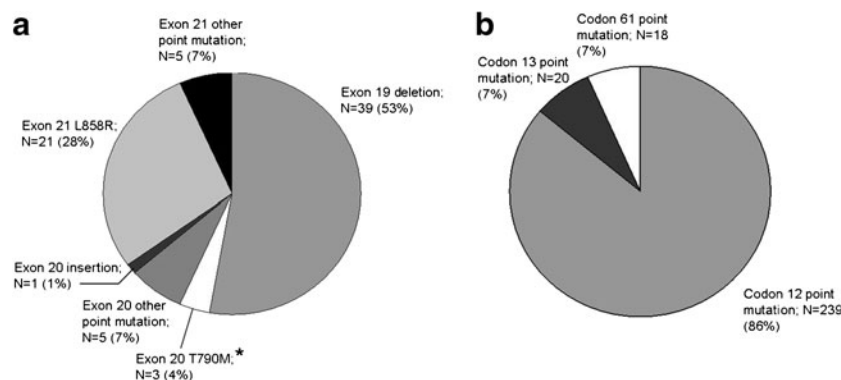 a
Exon 21 other
point mutation;
N=5 (7%)
Exon 19 deletion;
N=39 (53%)
Exon 21 L858R;
N=21 (28%)
Exon 20 insertion;
N=1 (1%)
Exon 20 other
point mutation;
N=5 (7%)
Exon 20 T790M;*
N=3 (4%)
b
Codon 61 point
mutation; N=18
(7%)
Codon 13 point
mutation; N=20
(7%)
Codon 12 point
mutation; N=239
(86%)